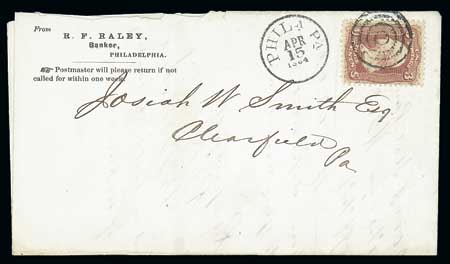 From
R. F. RALEY,
Banker,
PHILADELPHIA.
Postmaster will please return if not
called for within one week.
PHILA PA
APR
15
1864
Josiah W Smith Esq
Clearfield
Pa